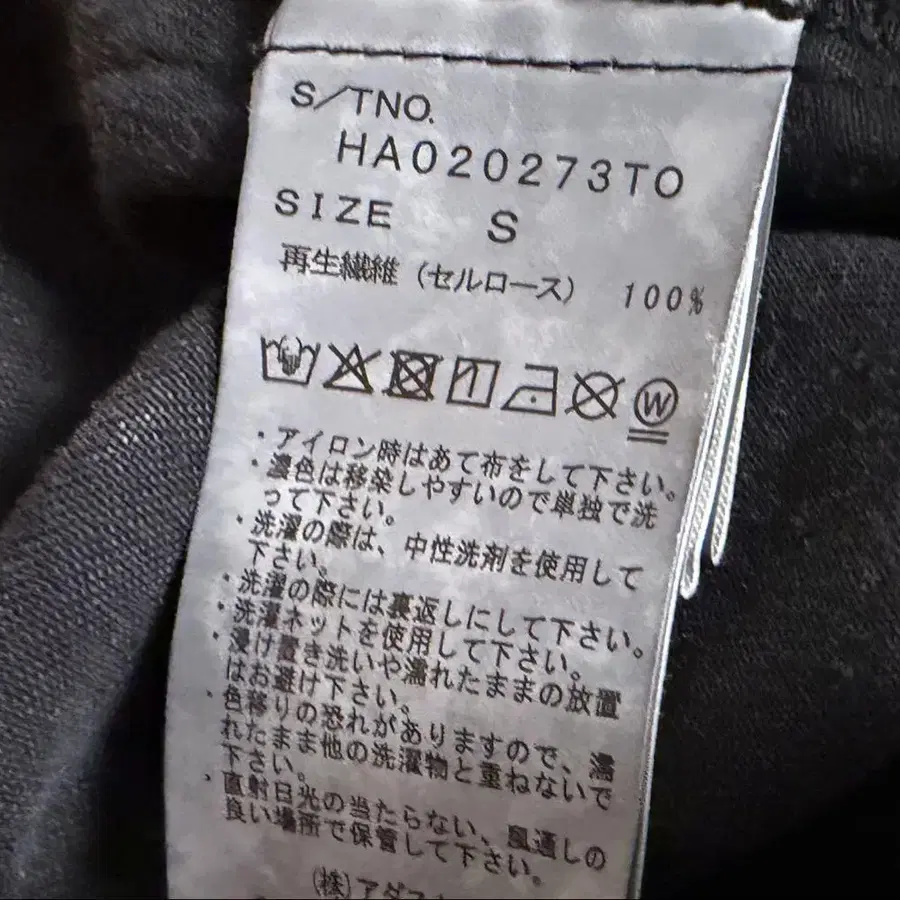 S/TNO.
HA020273TO
SIZE S
再生繊維 (セルロース) 100%
W
・アイロン時はあて布をして下さい。
・濃色は移染しやすいので単独で洗
って下さい。
・洗濯の際は、中性洗剤を使用して
下さい。
・洗濯の際には裏返しにして下さい。
・洗濯ネットを使用して下さい。
・浸け置き洗いや濡れたままの放置
はお避け下さい。
・色移りの恐れがありますので、濡
れたまま他の洗濯物と重ねないで
下さい。
・直射日光の当たらない、風通しの
良い場所で保管して下さい。
(株)アダス